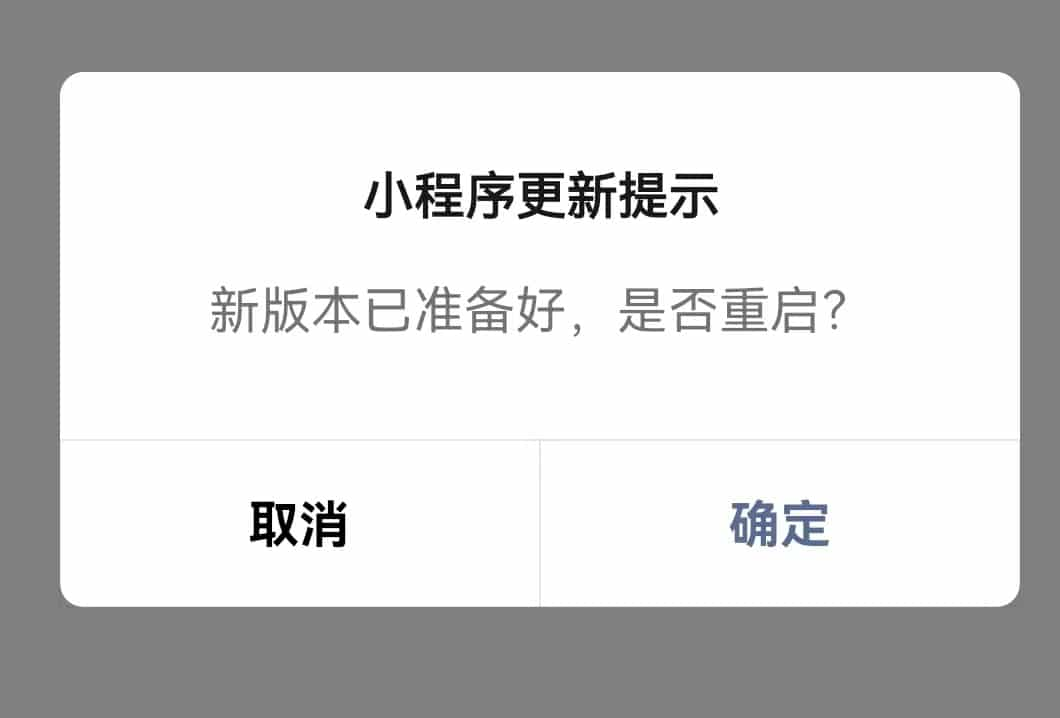 小程序更新提示
新版本已准备好，是否重启？
取消
确定